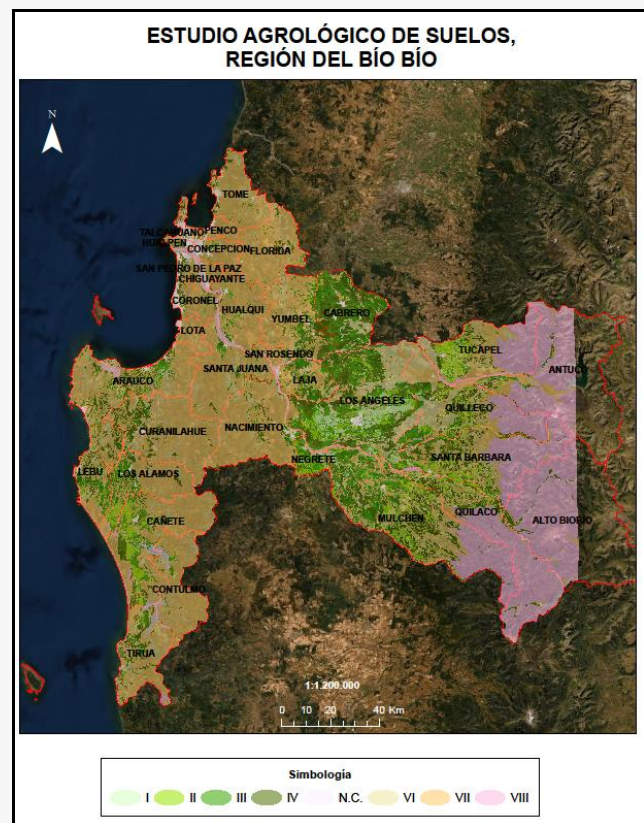 ESTUDIO AGROLÓGICO DE SUELOS,
REGIÓN DEL BÍO BÍO
N
TOME
TALCAHUANO PENCO
HUALPEN
CONCEPCION FLORIDA
SAN PEDRO DE LA PAZ
CHIGUAYANTE
CABRERO
CORONEL
HUALQUI
YUMBEL
LOTA
TUCAPEL
SAN ROSENDO
ANTUCO
SANTA JUANA
LAJA
ARAUCO
LOS ANGELES
QUILLECO
CURANILAHUE
NACIMIENTO
NEGRETE
SANTA BARBARA
LEBU
LOS ALAMOS
MULCHEN
QUILACO
CAÑETE
ALTO BIOBIO
CONTULMO
TIRUA
1:1.200.000
0 10 20 40 Km
Simbología
I II III IV N.C. VI VII VIII